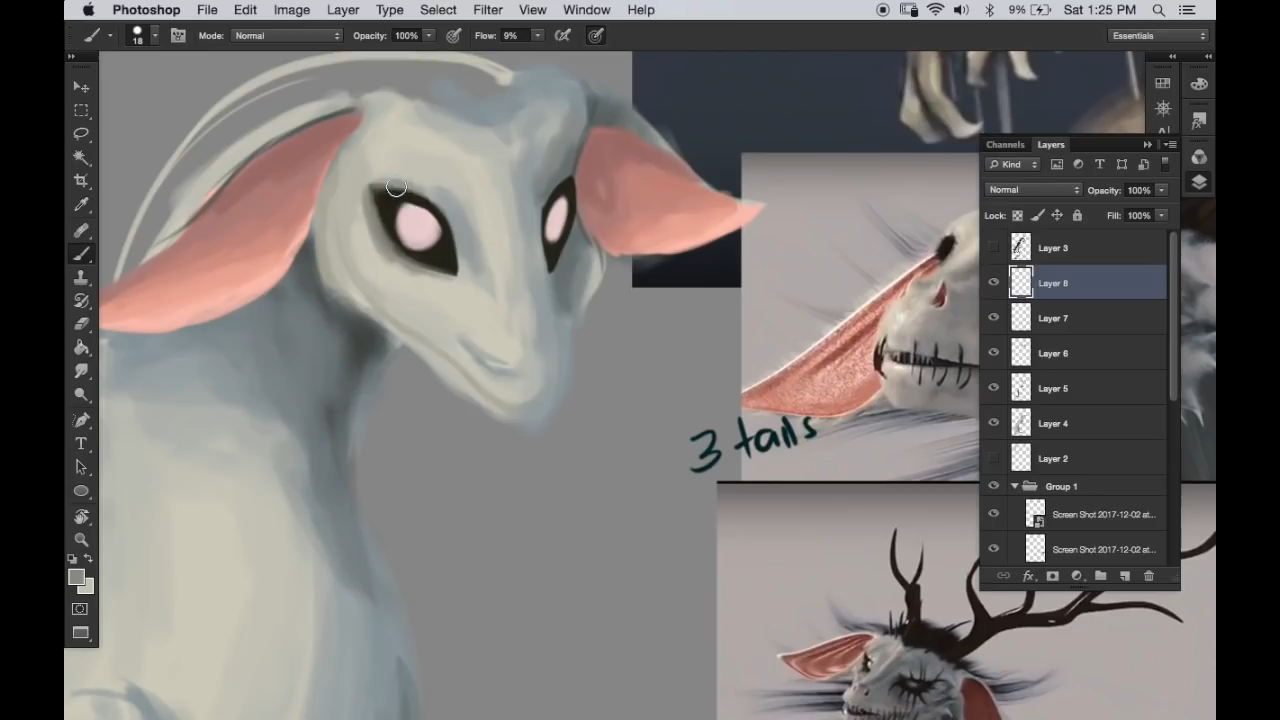 Photoshop File Edit Image Layer Type Select Filter View Window Help 9% Sat 1:25 PM
18 Mode: Normal Opacity: 100% Flow: 9% Essentials
Channels Layers
Kind
Normal Opacity: 100%
Lock: Fill: 100%
Layer 3
Layer 8
Layer 7
Layer 6
Layer 5
Layer 4
Layer 2
Group 1
Screen Shot 2017-12-02 at...
Screen Shot 2017-12-02 at...
3 tails